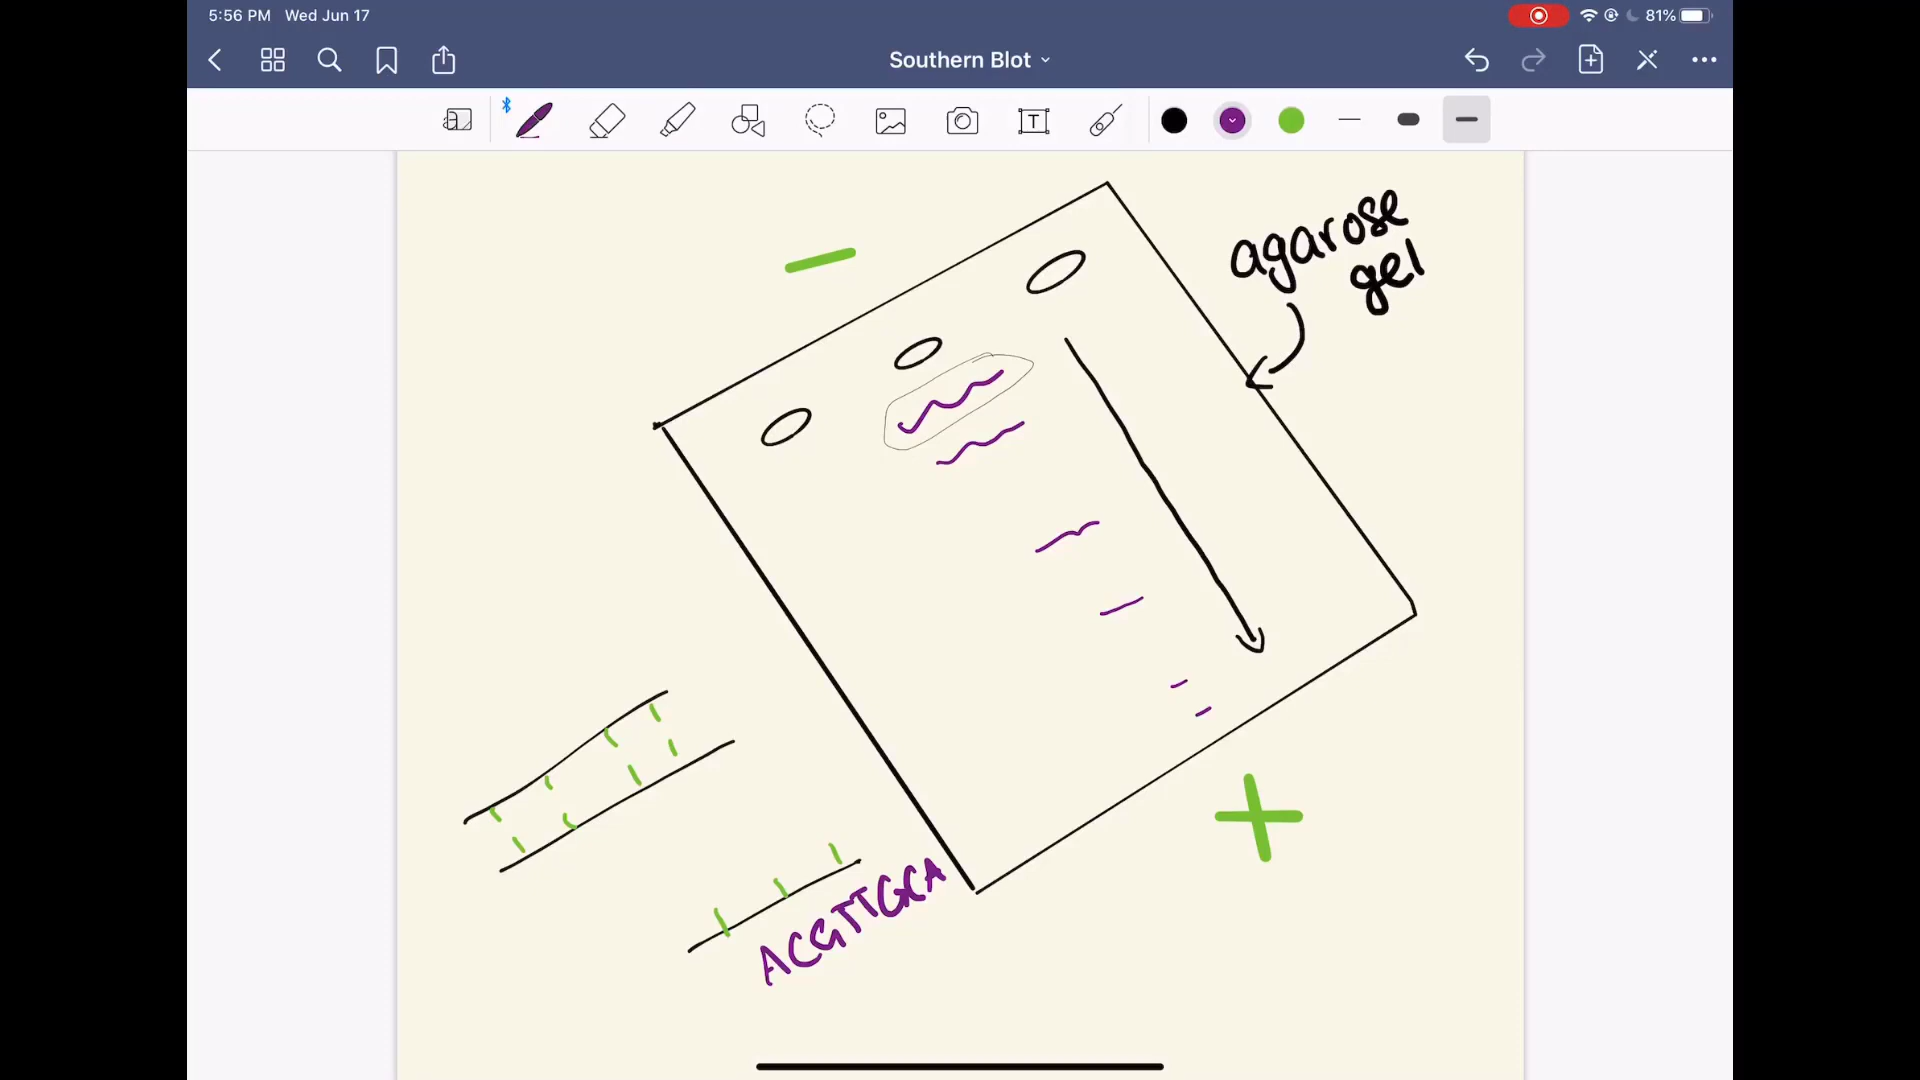 5:56 PM Wed Jun 17
81%
Southern Blot
a
T
−
agarose
gel
+
ACGTTGCA